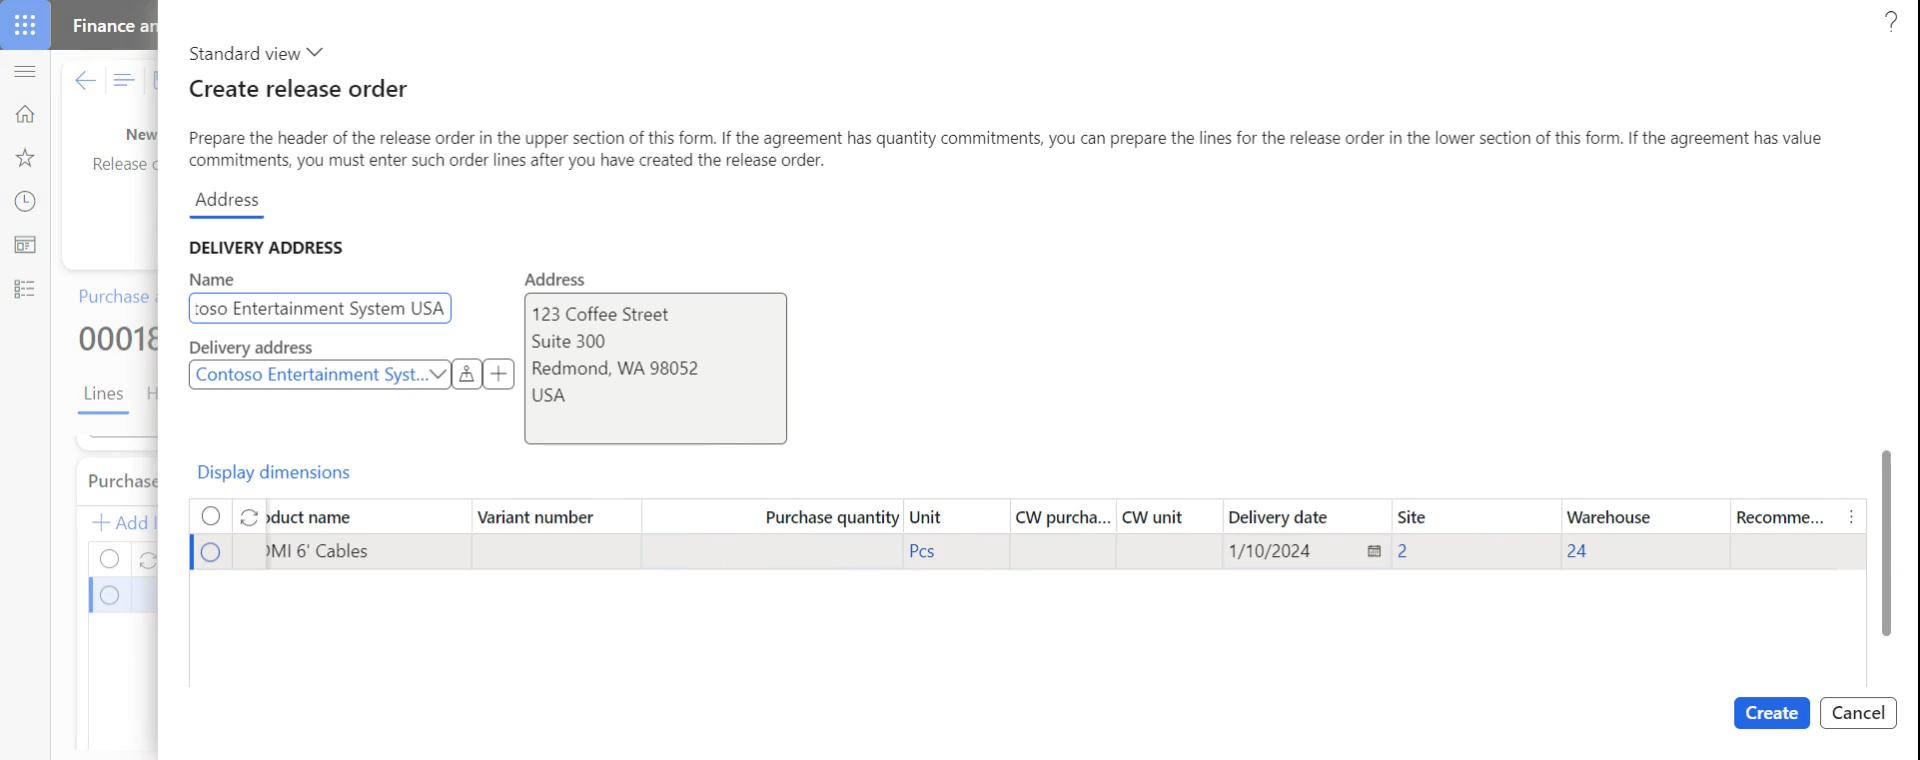 Finance an
?
Standard view
Create release order
New
Release o
Prepare the header of the release order in the upper section of this form. If the agreement has quantity commitments, you can prepare the lines for the release order in the lower section of this form. If the agreement has value
commitments, you must enter such order lines after you have created the release order.
Address
DELIVERY ADDRESS
Name
toso Entertainment System USA
Delivery address
Contoso Entertainment Syst...
Address
123 Coffee Street
Suite 300
Redmond, WA 98052
USA
Purchase a
00018
Lines H
Purchase
Add l
Display dimensions
oduct name Variant number Purchase quantity Unit CW purcha... CW unit Delivery date Site Warehouse Recomme...
DMI 6' Cables Pcs 1/10/2024 2 24
Create Cancel